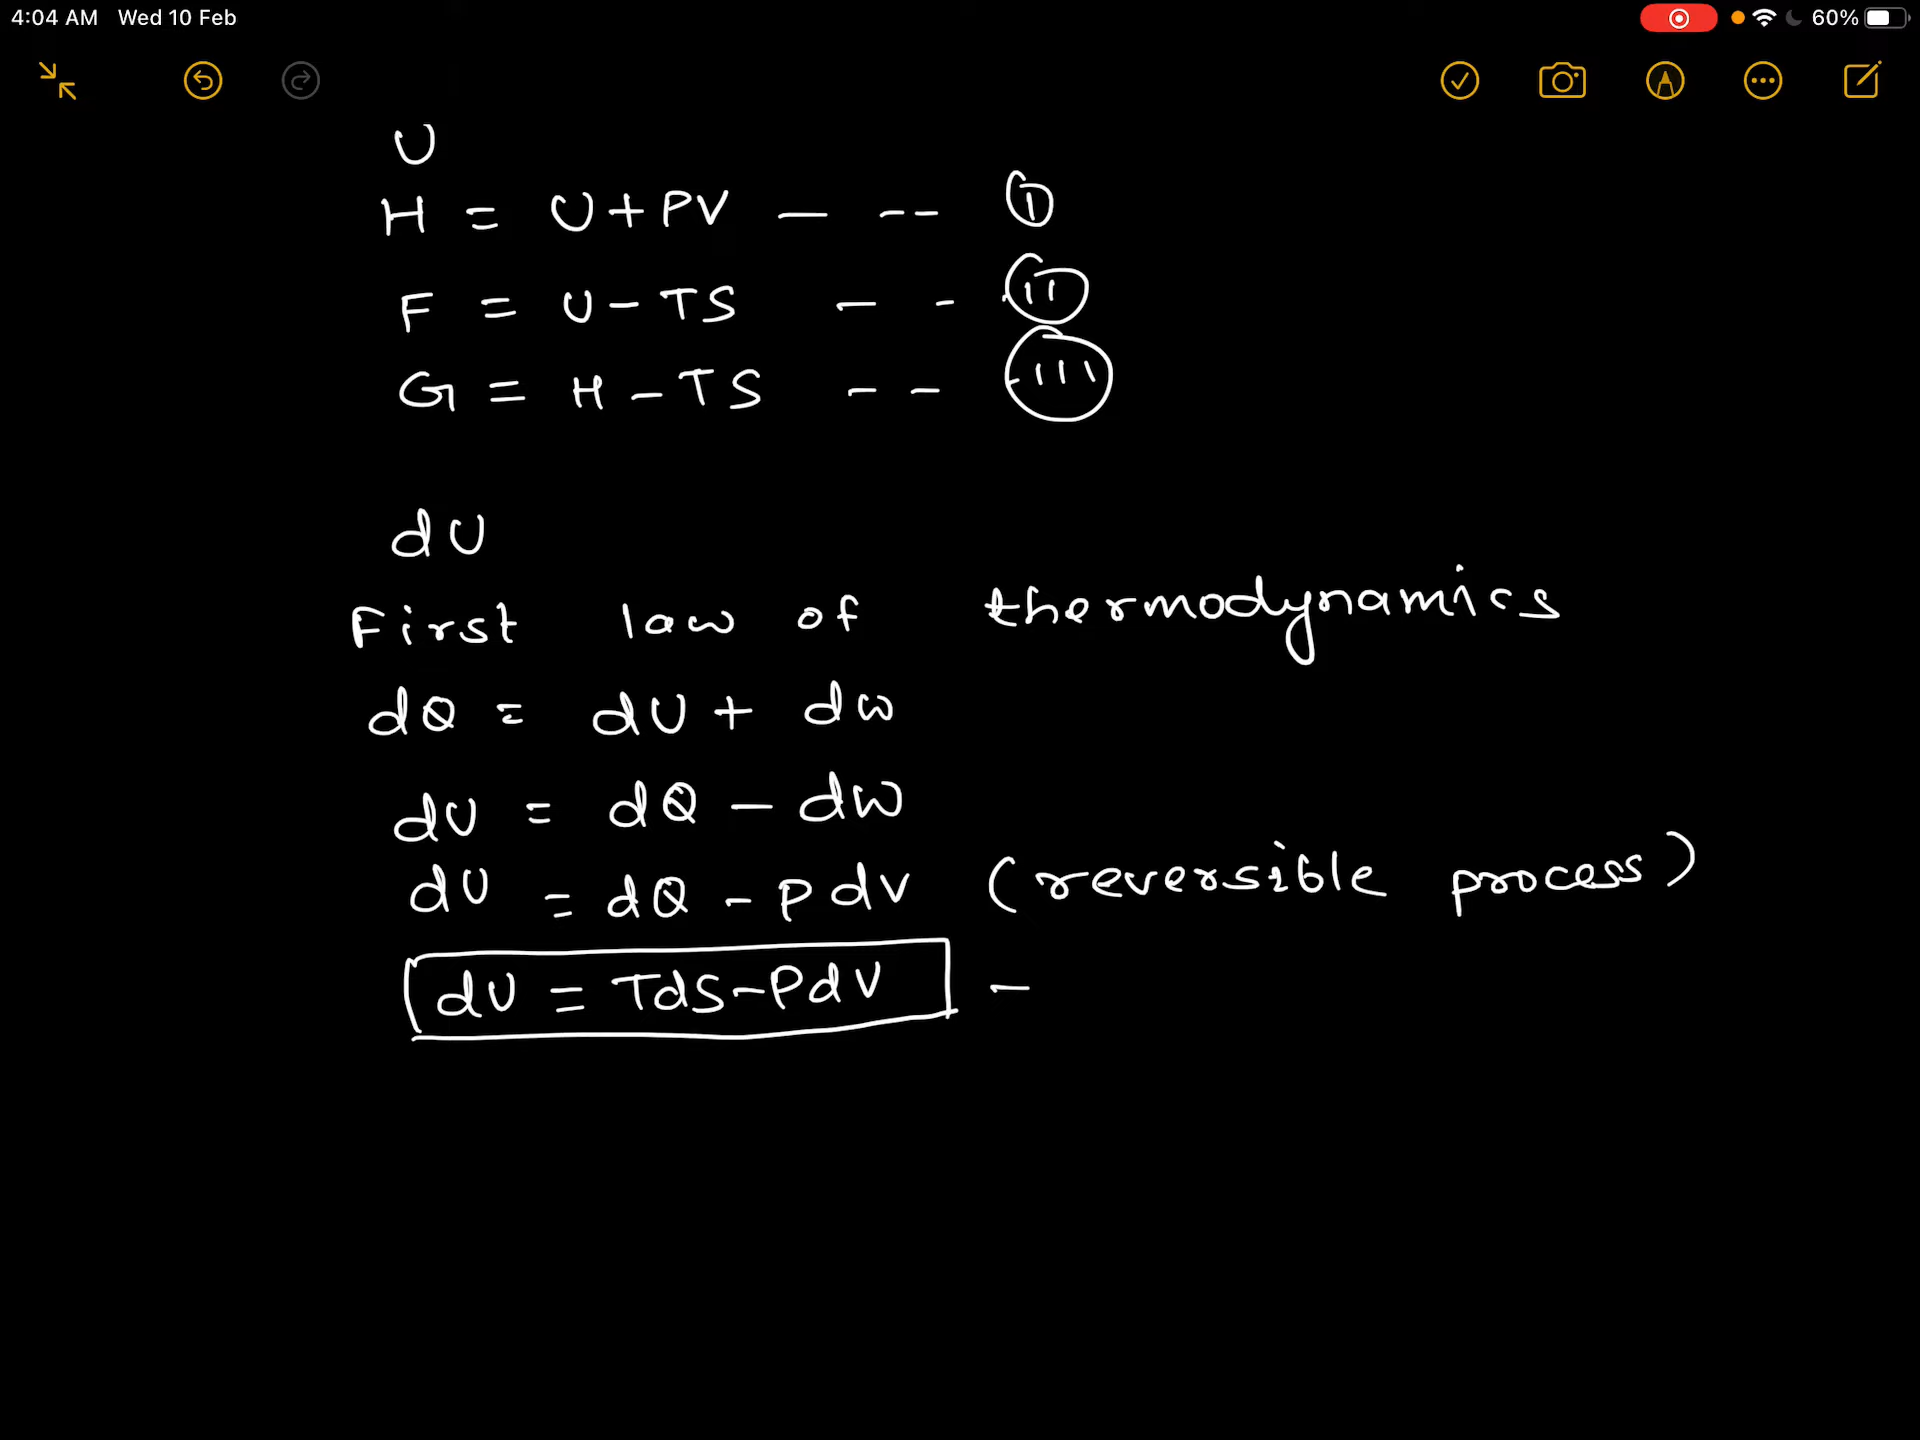 4:04 AM Wed 10 Feb 60%
U
H = U + PV — -- (I)
F = U - TS — - (II)
G = H - TS - - (III)
dU
First law of thermodynamics
dQ = dU + dw
dU = dQ - dw
dU = dQ - PdV (reversible process)
dU = TdS - PdV -